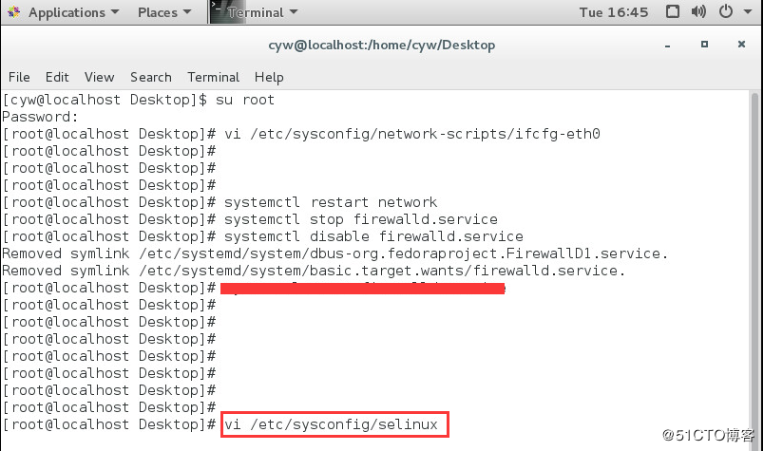 Applications Places Terminal Tue 16:45
cyw@localhost:/home/cyw/Desktop
File Edit View Search Terminal Help
[cyw@localhost Desktop]$ su root
Password:
[root@localhost Desktop]# vi /etc/sysconfig/network-scripts/ifcfg-eth0
[root@localhost Desktop]#
[root@localhost Desktop]#
[root@localhost Desktop]#
[root@localhost Desktop]# systemctl restart network
[root@localhost Desktop]# systemctl stop firewalld.service
[root@localhost Desktop]# systemctl disable firewalld.service
Removed symlink /etc/systemd/system/dbus-org.fedoraproject.FirewallD1.service.
Removed symlink /etc/systemd/system/basic.target.wants/firewalld.service.
[root@localhost Desktop]#
[root@localhost Desktop]#
[root@localhost Desktop]#
[root@localhost Desktop]#
[root@localhost Desktop]#
[root@localhost Desktop]#
[root@localhost Desktop]#
[root@localhost Desktop]#
[root@localhost Desktop]# vi /etc/sysconfig/selinux
@51CTO博客